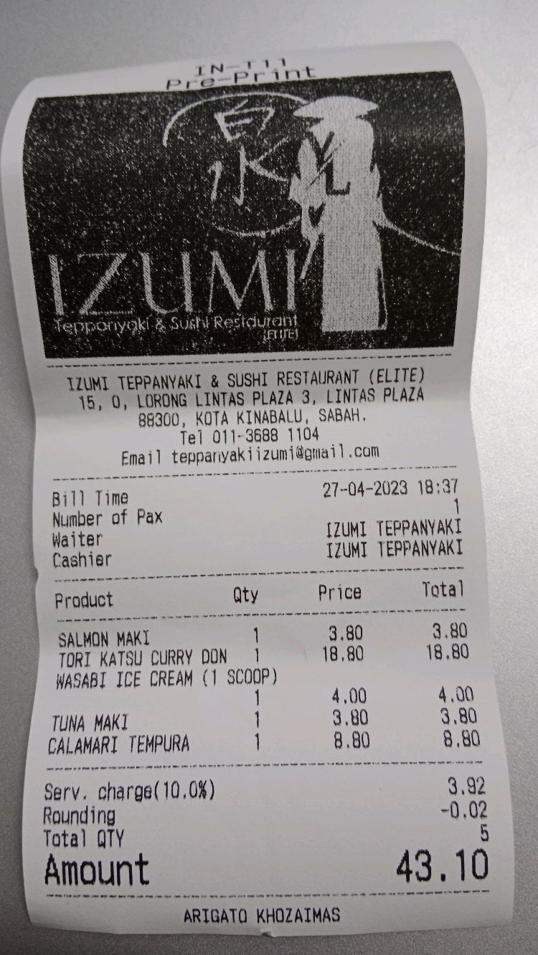 IN-T11
Pre-Print
泉
IZUMI
Teppanyaki & Sushi Restaurant
(ELITE)
IZUMI TEPPANYAKI & SUSHI RESTAURANT (ELITE)
15, 0, LORONG LINTAS PLAZA 3, LINTAS PLAZA
88300, KOTA KINABALU, SABAH.
Tel 011-3688 1104
Email teppanyakiizumi@gmail.com
Bill Time 27-04-2023 18:37
Number of Pax 1
Waiter IZUMI TEPPANYAKI
Cashier IZUMI TEPPANYAKI
Product Qty Price Total
SALMON MAKI 1 3.80 3.80
TORI KATSU CURRY DON 1 18.80 18.80
WASABI ICE CREAM (1 SCOOP)
1 4.00 4.00
TUNA MAKI 1 3.80 3.80
CALAMARI TEMPURA 1 8.80 8.80
Serv. charge(10.0%) 3.92
Rounding -0.02
Total QTY 5
Amount 43.10
ARIGATO KHOZAIMAS